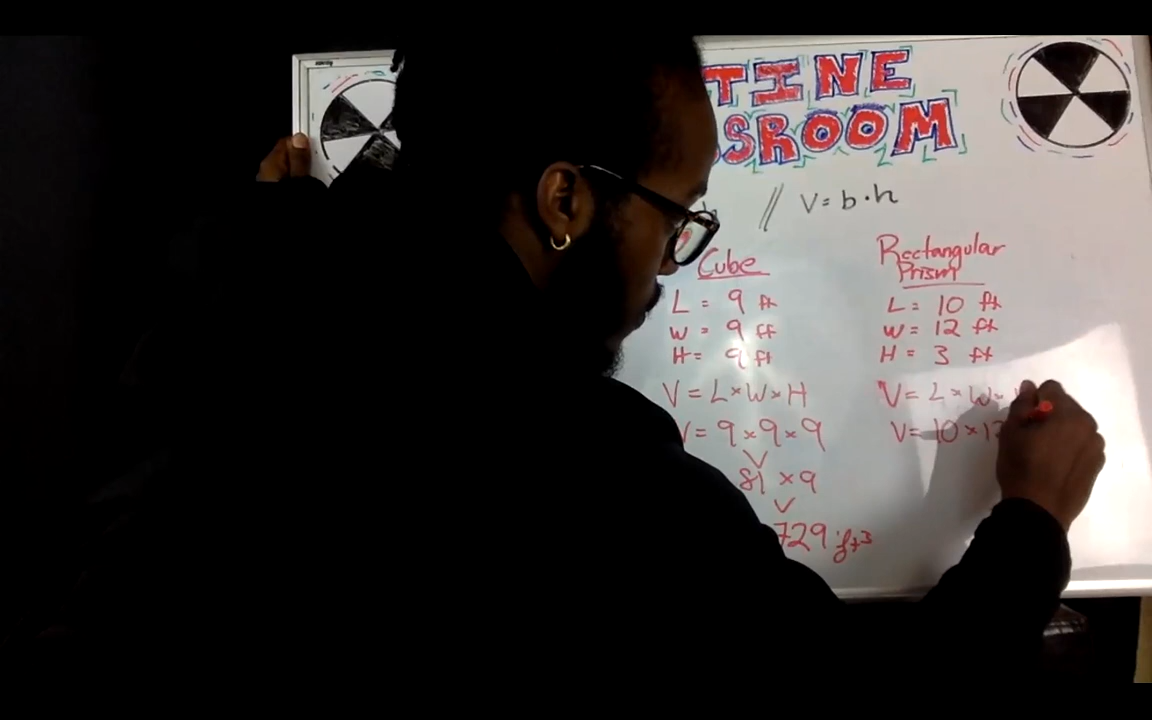 TINE
SROOM
V = b · h
Cube
L = 9 ft
W = 9 ft
H = 9 ft
V = L × W × H
V = 9 × 9 × 9
81 × 9
729 ft³
Rectangular
Prism
L = 10 ft
W = 12 ft
H = 3 ft
V = L × W ×
V = 10 × 12